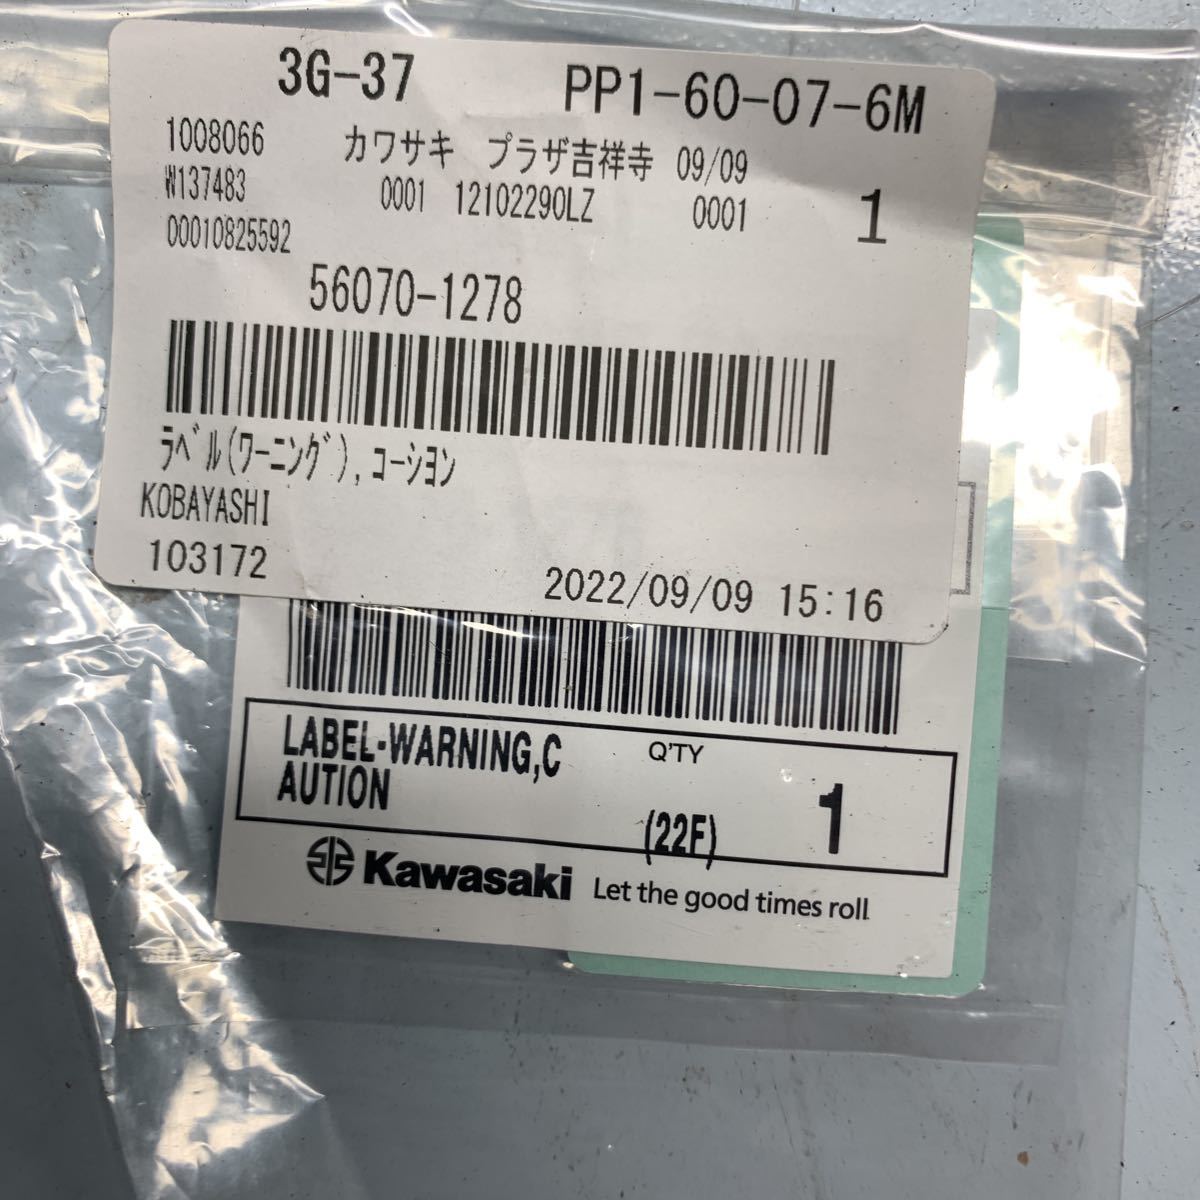 3G-37 PP1-60-07-6M
1008066 カワサキ プラザ吉祥寺 09/09
W137483 0001 12102290LZ 0001 1
00010825592
56070-1278
ラベル(ワーニング),コーシヨン
KOBAYASHI
103172 2022/09/09 15:16
LABEL-WARNING,C Q'TY
AUTION (22F) 1
Kawasaki Let the good times roll